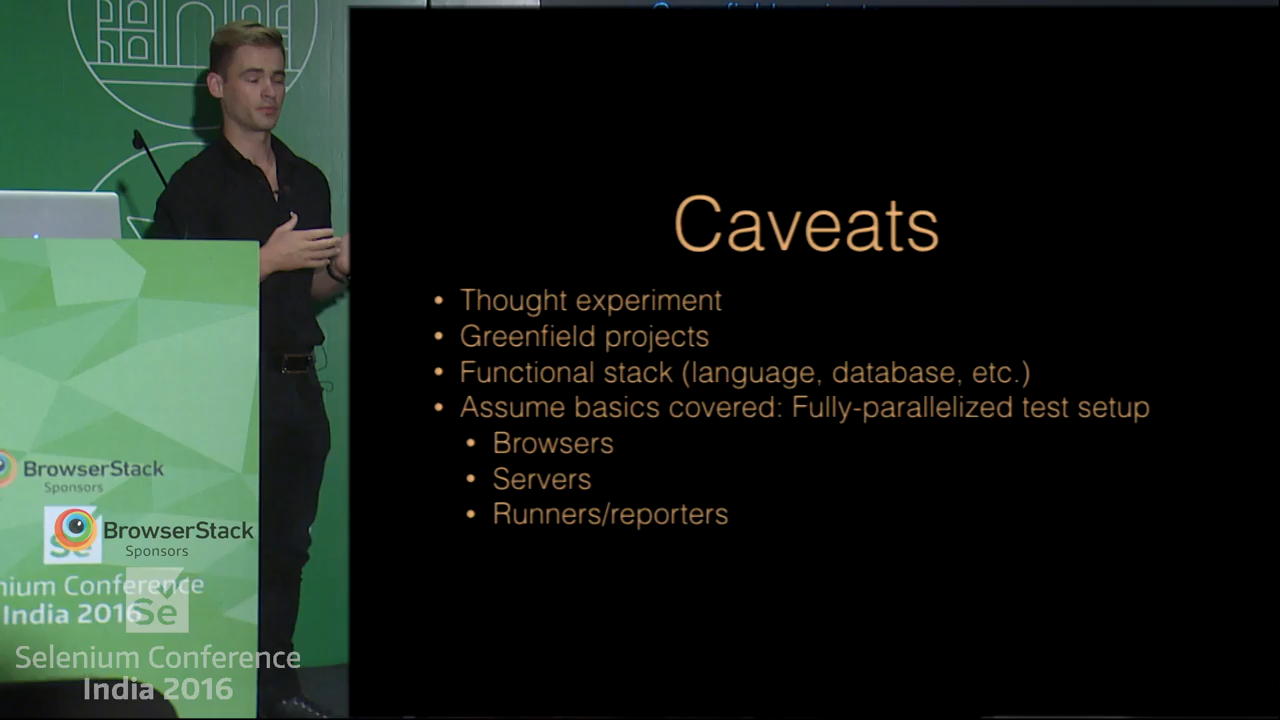 Caveats
• Thought experiment
• Greenfield projects
• Functional stack (language, database, etc.)
• Assume basics covered: Fully-parallelized test setup
• Browsers
• Servers
• Runners/reporters
BrowserStack
Sponsors
Se
BrowserStack
Sponsors
Conference
India 2016
Se
Selenium Conference
India 2016